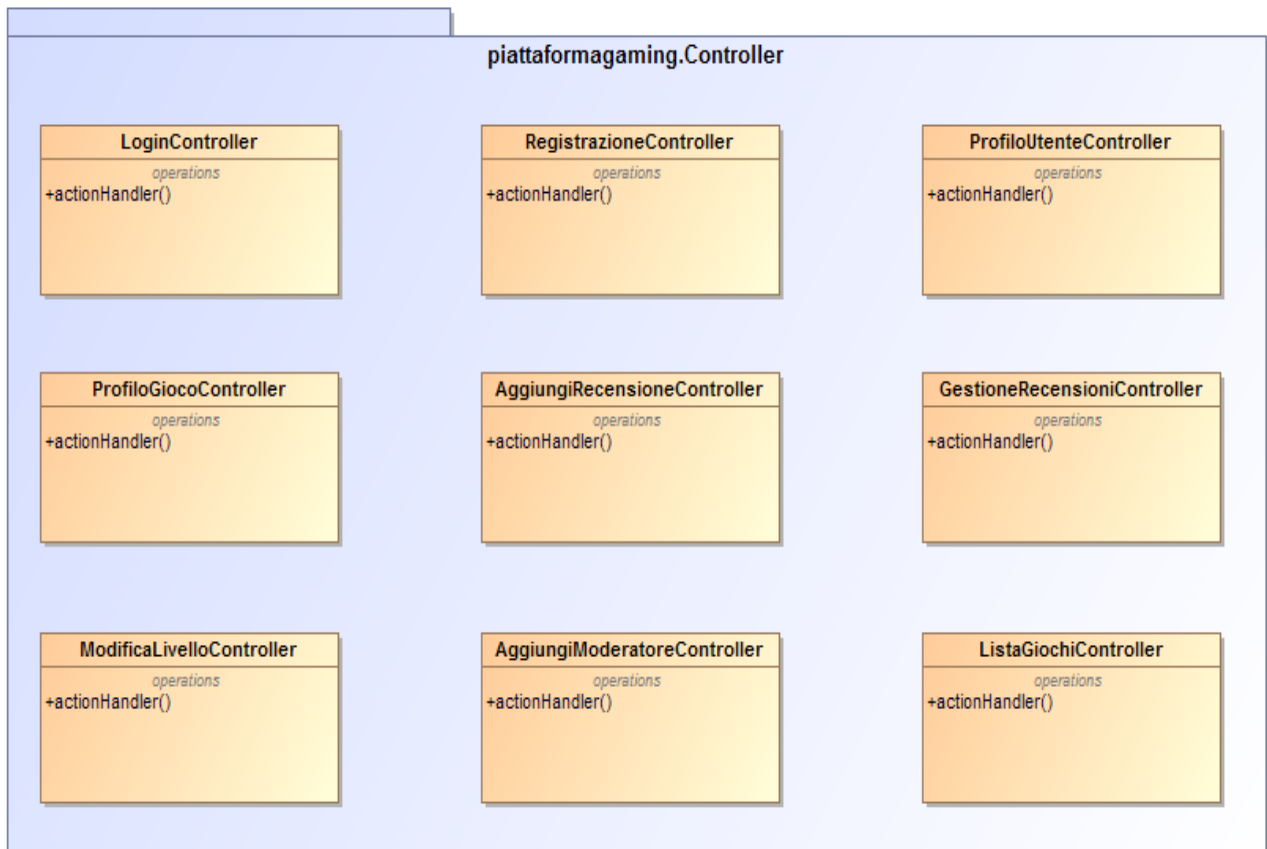 piattaformagaming.Controller
LoginController
operations
+actionHandler()
RegistrazioneController
operations
+actionHandler()
ProfiloUtenteController
operations
+actionHandler()
ProfiloGiocoController
operations
+actionHandler()
AggiungiRecensioneController
operations
+actionHandler()
GestioneRecensioniController
operations
+actionHandler()
ModificaLivelloController
operations
+actionHandler()
AggiungiModeratoreController
operations
+actionHandler()
ListaGiochiController
operations
+actionHandler()